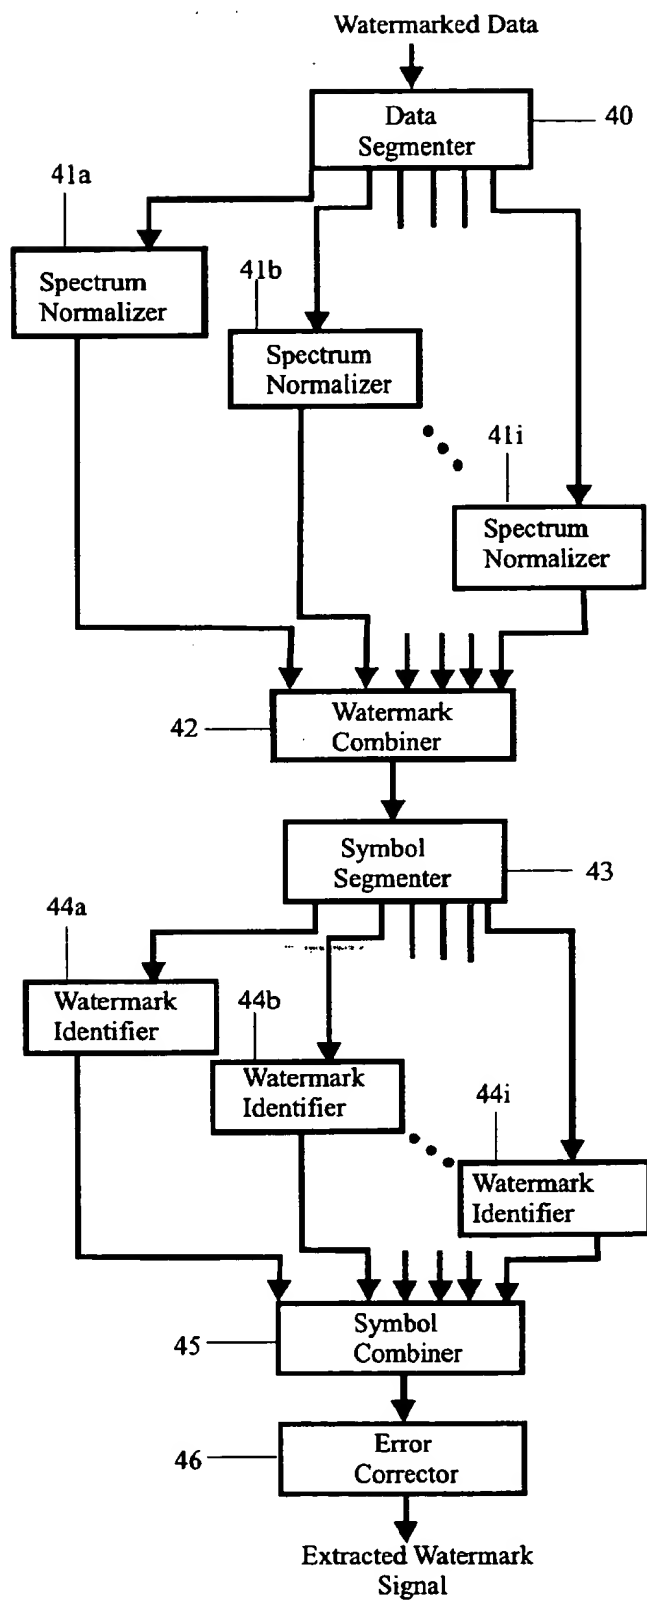 Watermarked Data
Data
Segmenter
40
41a
Spectrum
Normalizer
41b
Spectrum
Normalizer
41i
Spectrum
Normalizer
42
Watermark
Combiner
Symbol
Segmenter
43
44a
Watermark
Identifier
44b
Watermark
Identifier
44i
Watermark
Identifier
45
Symbol
Combiner
46
Error
Corrector
Extracted Watermark
Signal